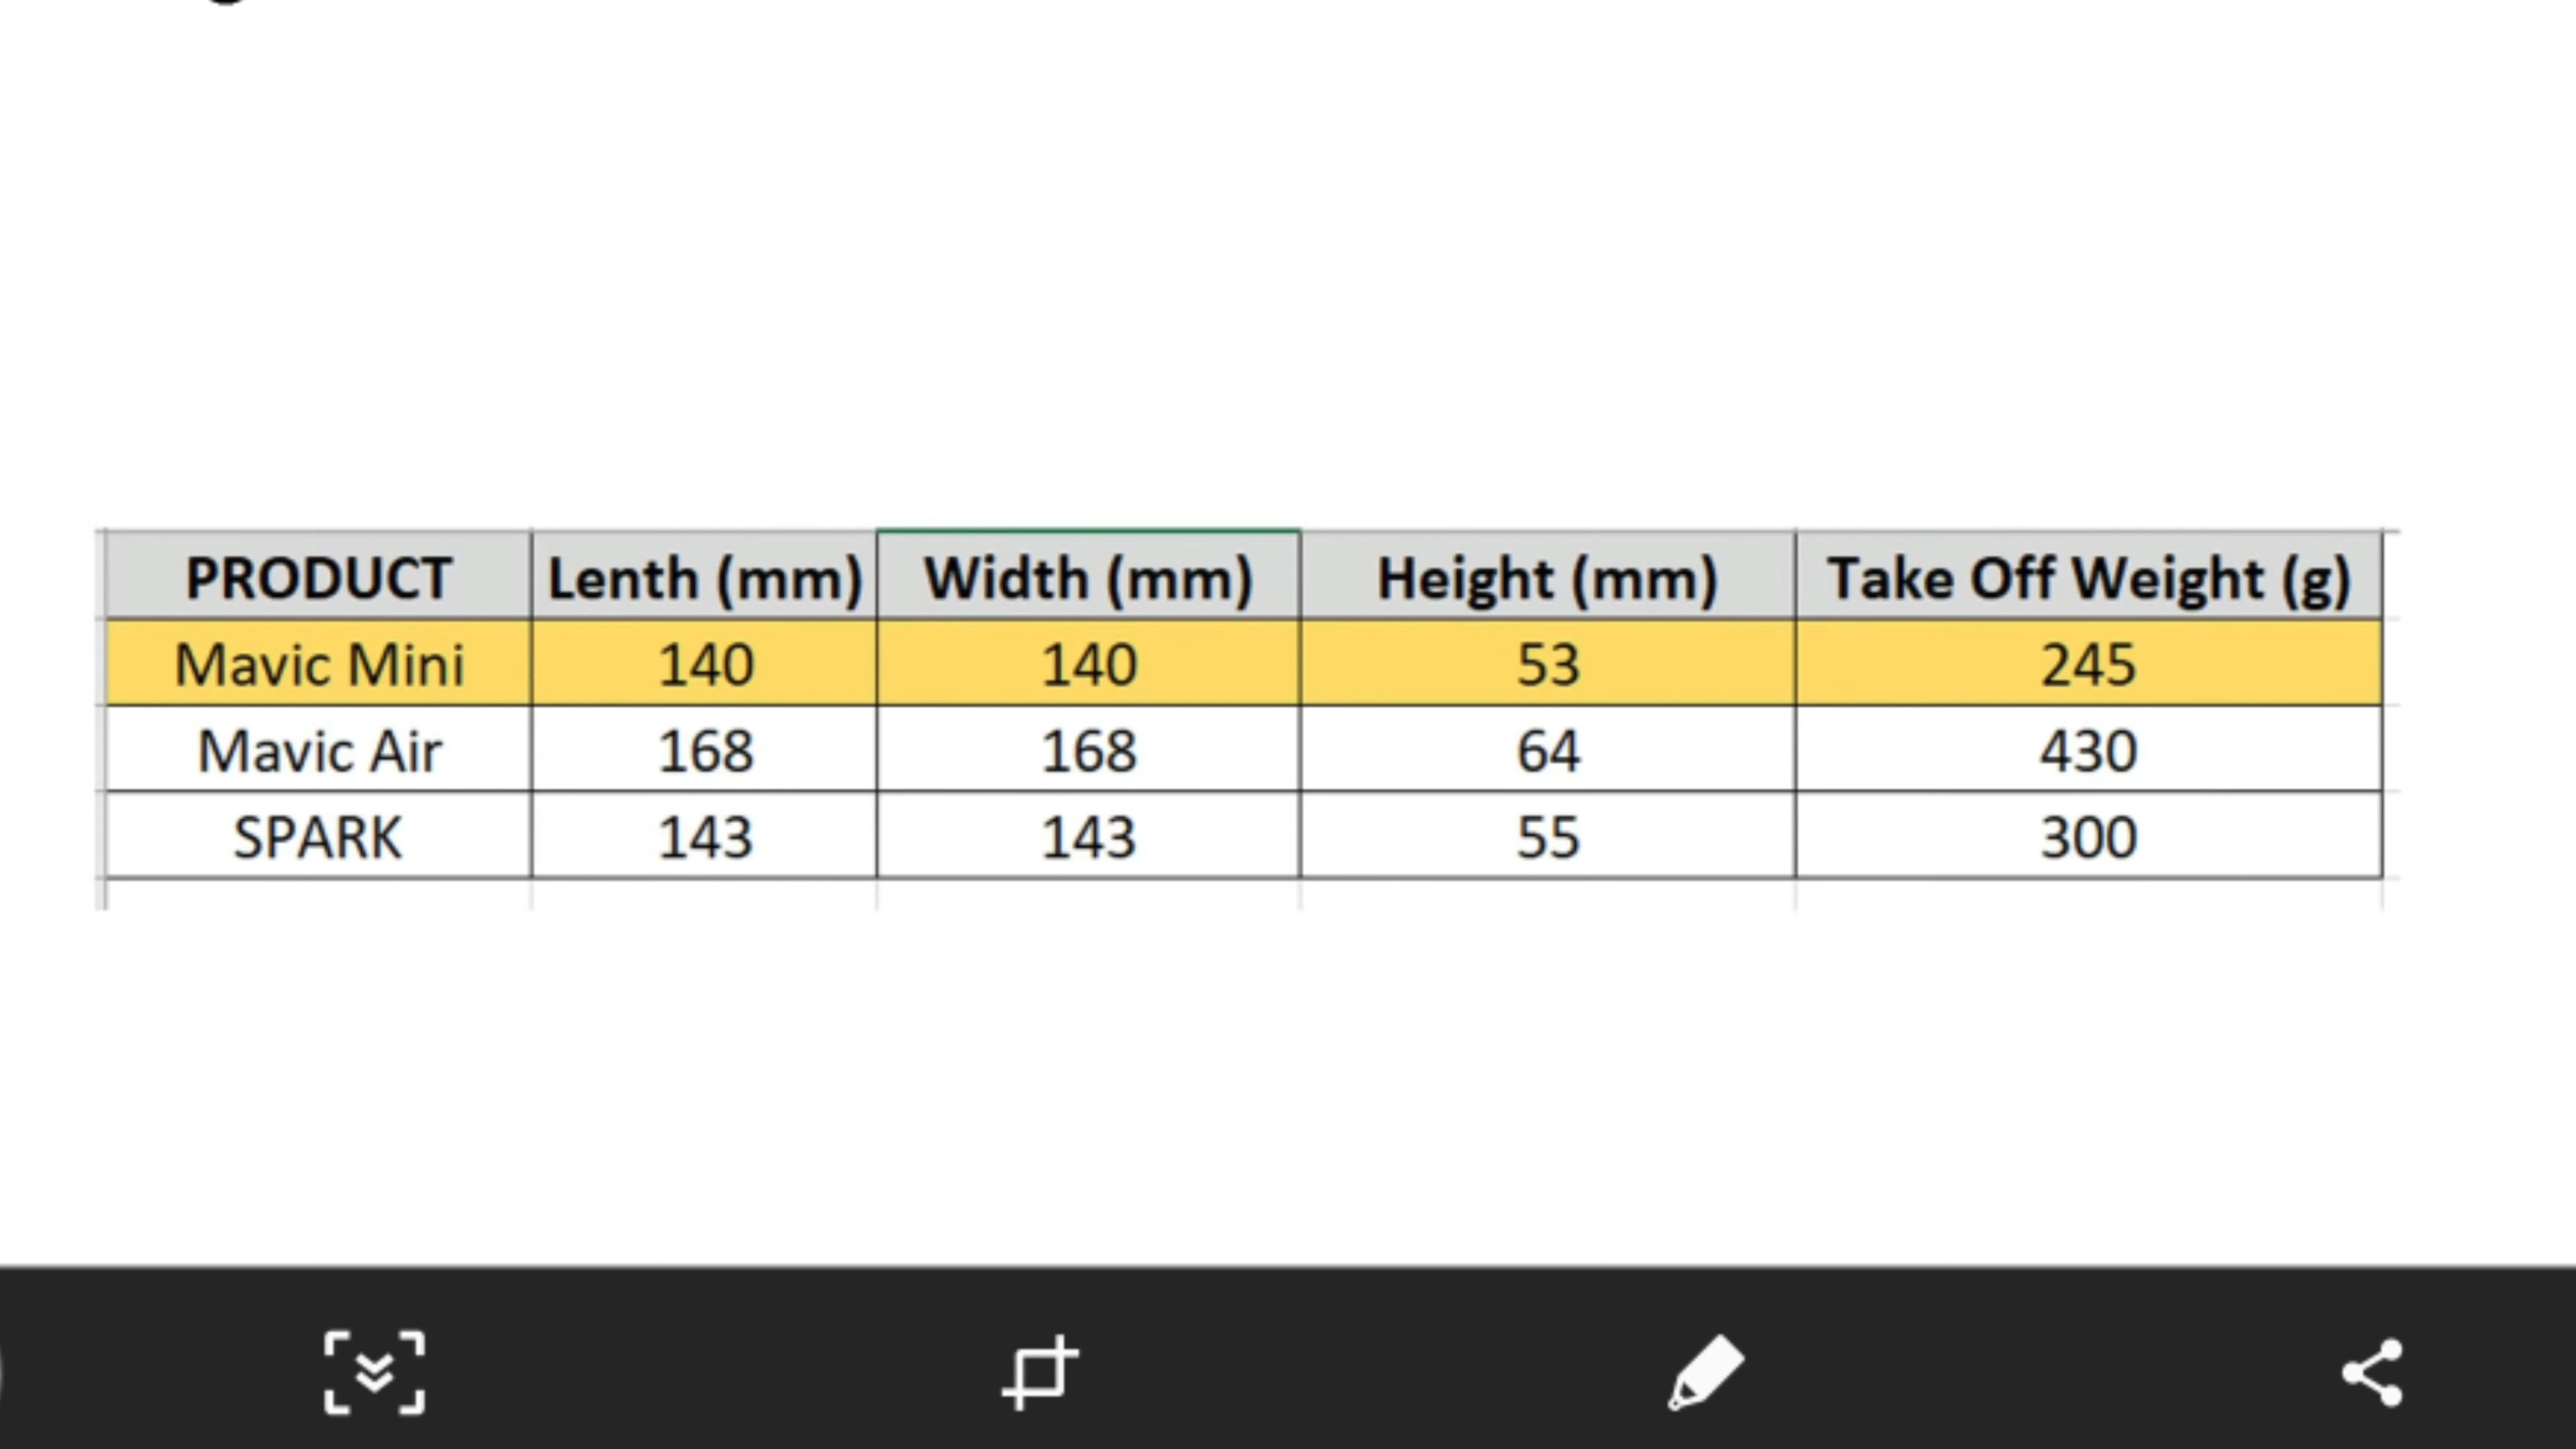 PRODUCT Lenth (mm) Width (mm) Height (mm) Take Off Weight (g)
Mavic Mini 140 140 53 245
Mavic Air 168 168 64 430
SPARK 143 143 55 300